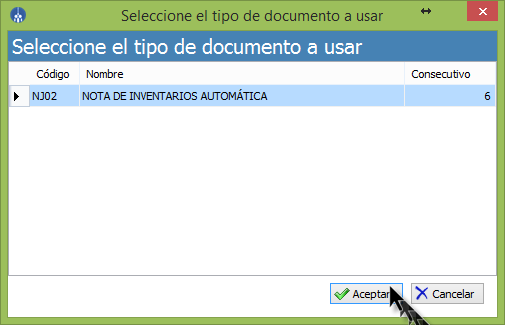 Seleccione el tipo de documento a usar
Seleccione el tipo de documento a usar
Código Nombre Consecutivo
NJ02 NOTA DE INVENTARIOS AUTOMÁTICA 6
Aceptar Cancelar